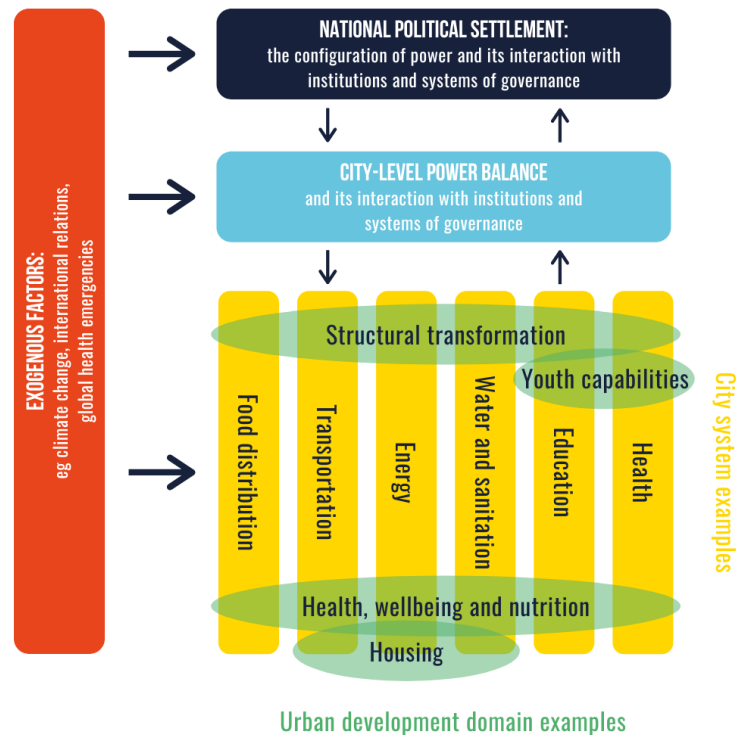 EXOGENOUS FACTORS:
eg climate change, international relations,
global health emergencies
NATIONAL POLITICAL SETTLEMENT:
the configuration of power and its interaction with
institutions and systems of governance
CITY-LEVEL POWER BALANCE
and its interaction with institutions and
systems of governance
Structural transformation
Youth capabilities
Food distribution
Transportation
Energy
Water and sanitation
Education
Health
City system examples
Health, wellbeing and nutrition
Housing
Urban development domain examples